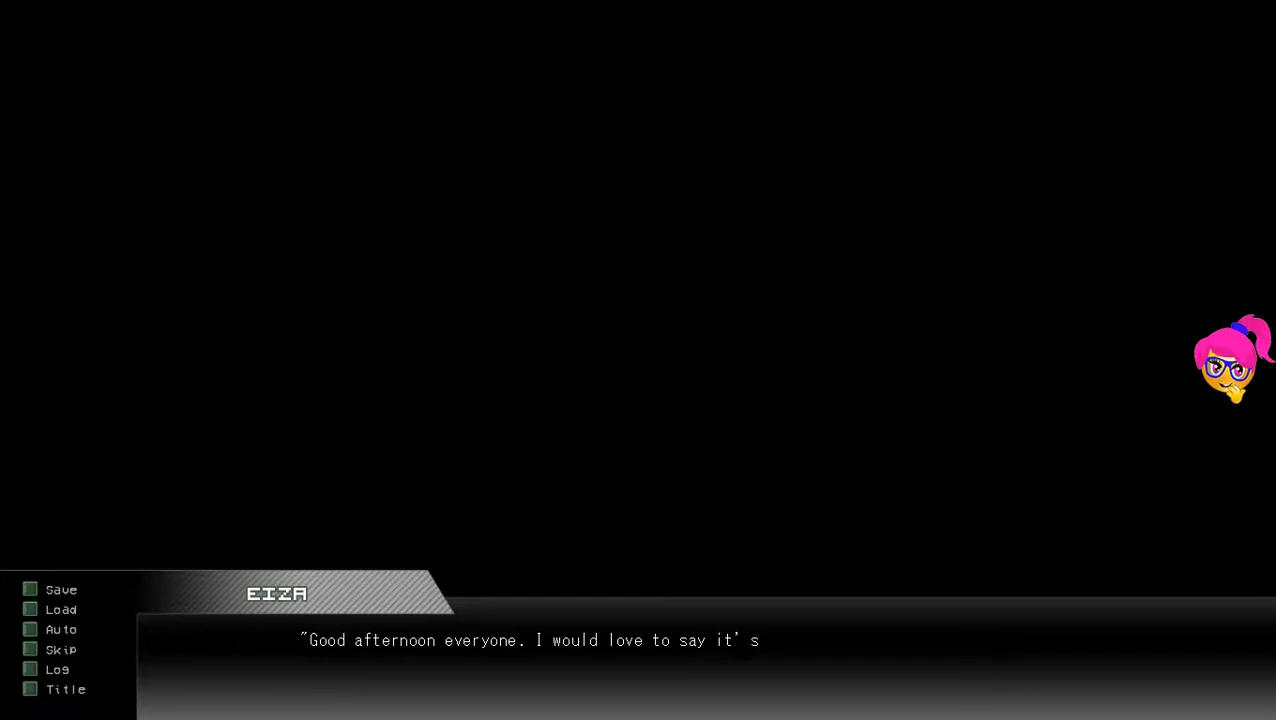 EIZA
"Good afternoon everyone. I would love to say it’s
Save
Load
Auto
Skip
Log
Title